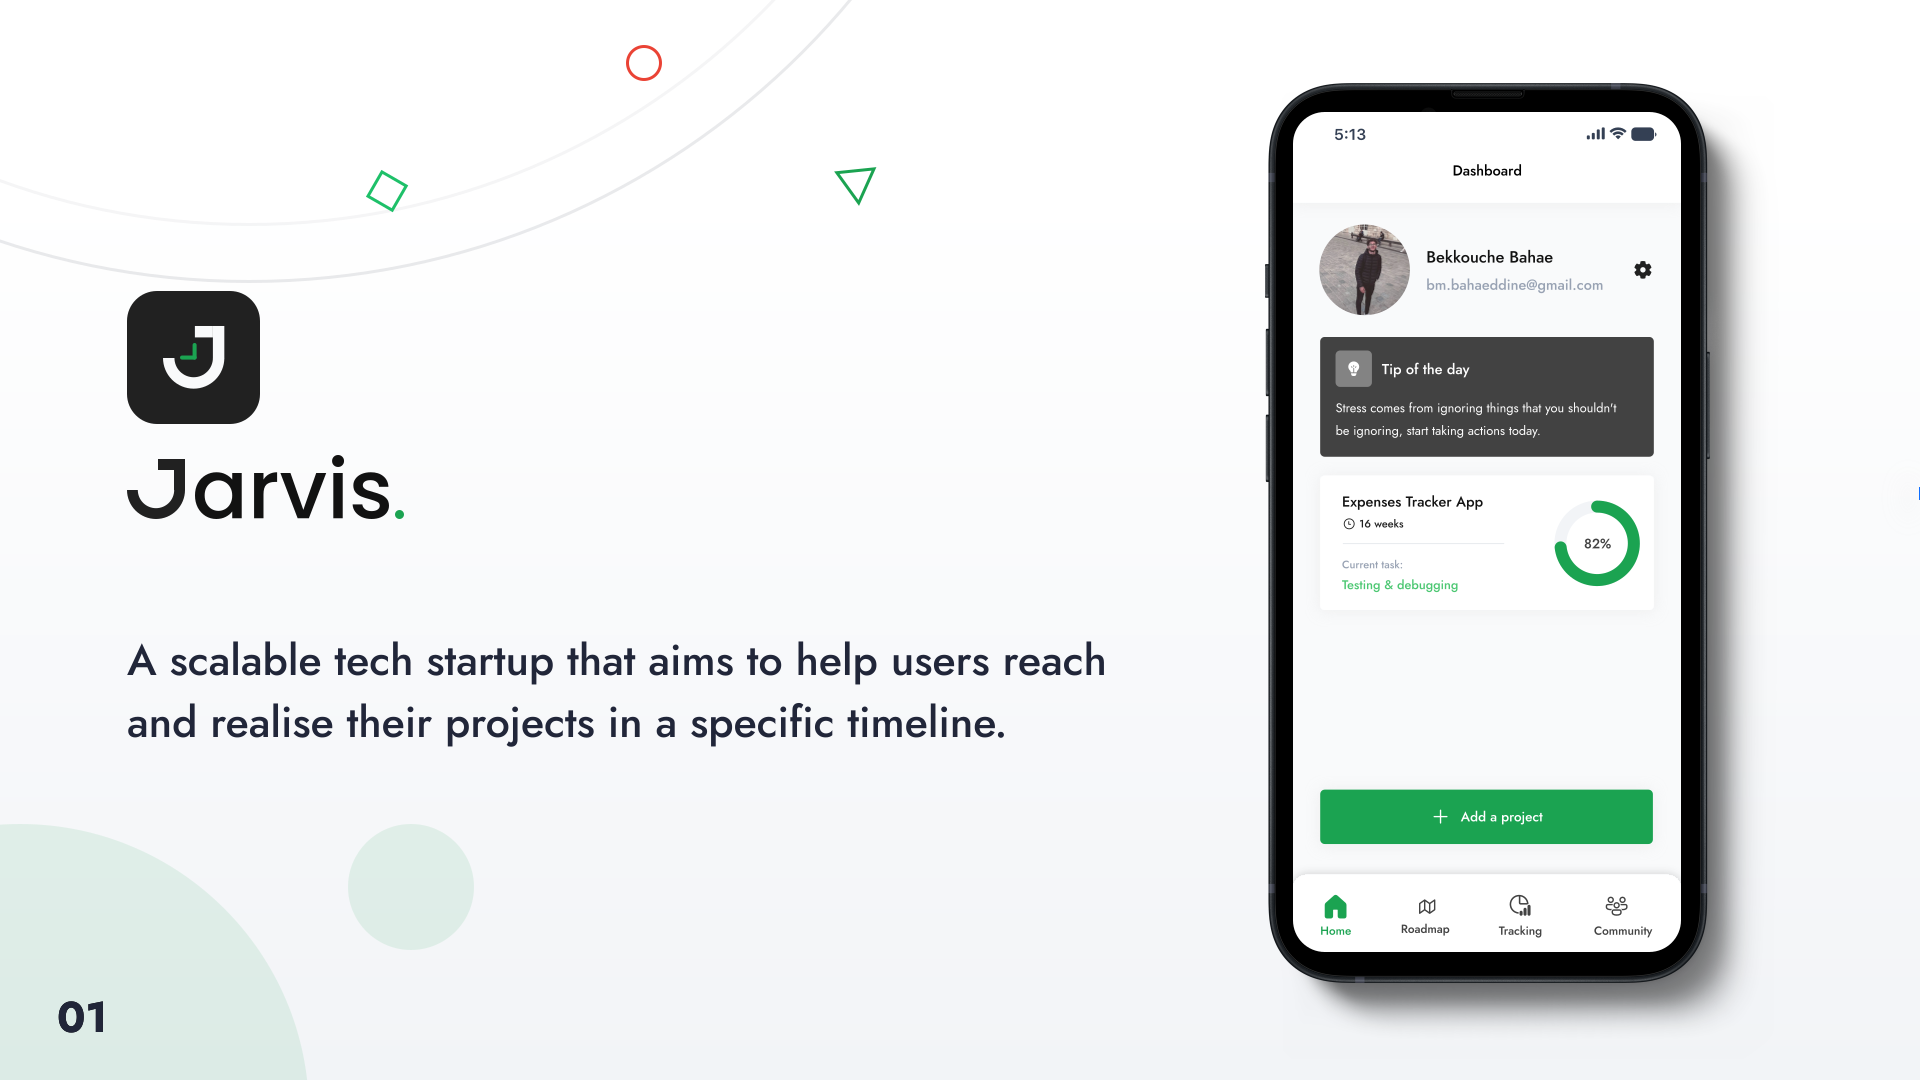 Jarvis.
A scalable tech startup that aims to help users reach
and realise their projects in a specific timeline.
01
5:13
Dashboard
Bekkouche Bahae
bm.bahaeddine@gmail.com
Tip of the day
Stress comes from ignoring things that you shouldn't
be ignoring, start taking actions today.
Expenses Tracker App
16 weeks
Current task:
Testing & debugging
82%
Add a project
Home
Roadmap
Tracking
Community